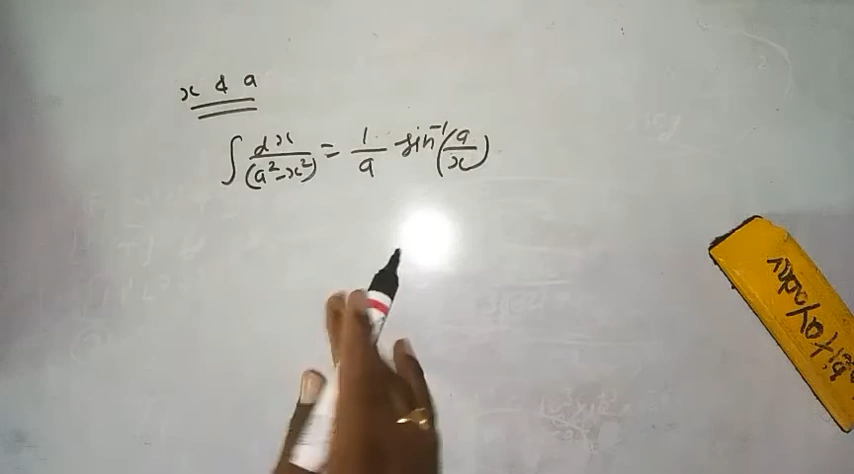 x & a
∫ dx/(a²-x²) = 1/a sin⁻¹(a/x)